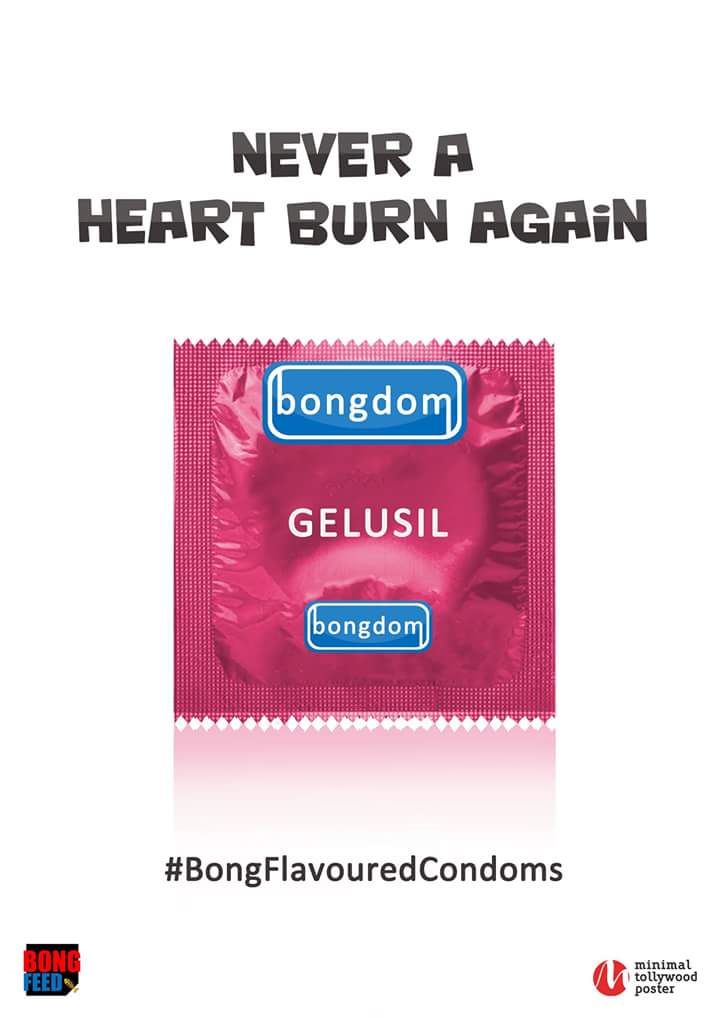 NEVER A
HEART BURN AGAiN
bongdom
GELUSIL
bongdom
#BongFlavouredCondoms
BONG
FEED
minimal
tollywood
poster